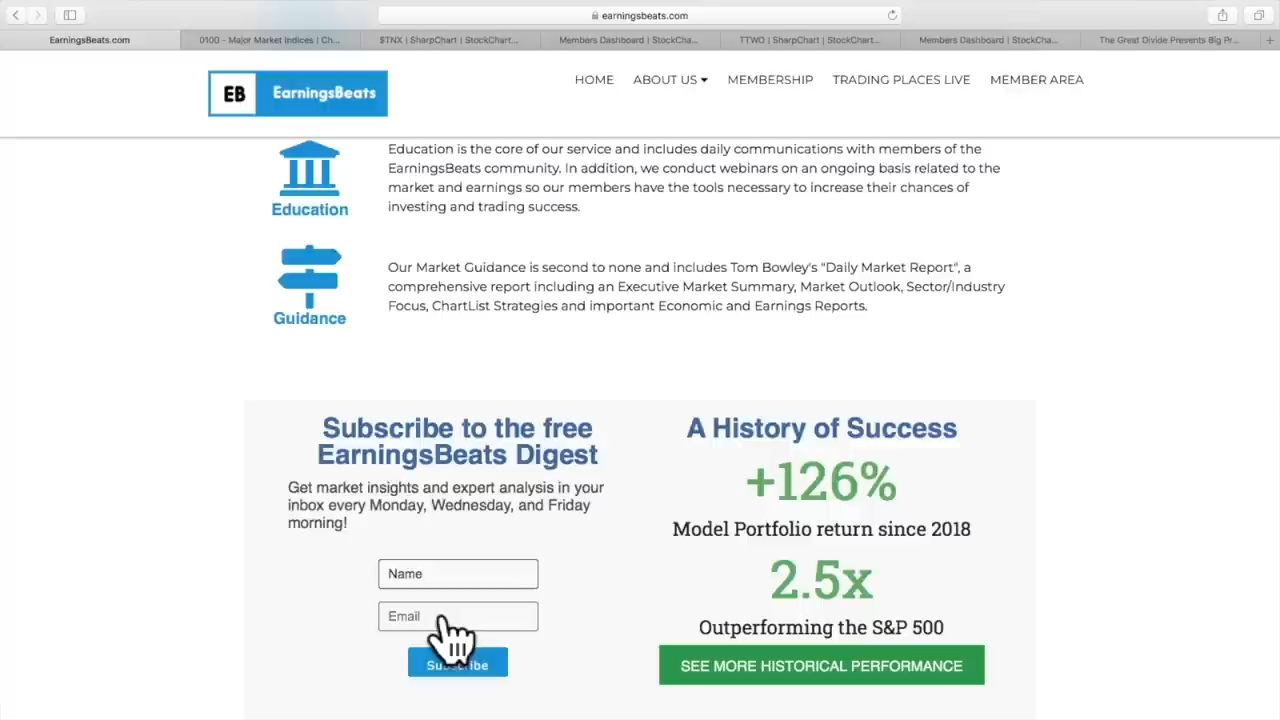 earningsbeats.com
EarningsBeats.com
0100 - Major Market Indices | Ch...
$TNX | SharpChart | StockChart...
Members Dashboard | StockCha...
TTWO | SharpChart | StockChart...
Members Dashboard | StockCha...
The Great Divide Presents Big Pr...
EB EarningsBeats
HOME ABOUT US MEMBERSHIP TRADING PLACES LIVE MEMBER AREA
Education is the core of our service and includes daily communications with members of the
EarningsBeats community. In addition, we conduct webinars on an ongoing basis related to the
market and earnings so our members have the tools necessary to increase their chances of
investing and trading success.
Education
Our Market Guidance is second to none and includes Tom Bowley's "Daily Market Report", a
comprehensive report including an Executive Market Summary, Market Outlook, Sector/Industry
Focus, ChartList Strategies and important Economic and Earnings Reports.
Guidance
Subscribe to the free
EarningsBeats Digest
Get market insights and expert analysis in your
inbox every Monday, Wednesday, and Friday
morning!
Name
Email
Subscribe
A History of Success
+126%
Model Portfolio return since 2018
2.5x
Outperforming the S&P 500
SEE MORE HISTORICAL PERFORMANCE